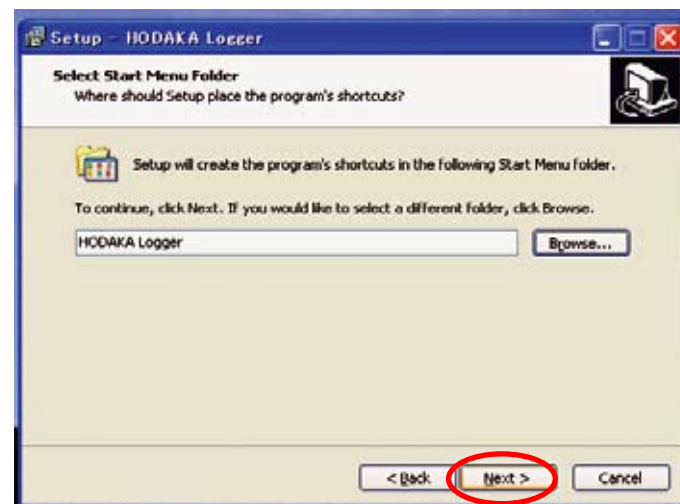 Setup - HODAKA Logger
Select Start Menu Folder
Where should Setup place the program's shortcuts?
Setup will create the program's shortcuts in the following Start Menu folder.
To continue, click Next. If you would like to select a different folder, click Browse.
HODAKA Logger
Browse...
< Back
Next >
Cancel